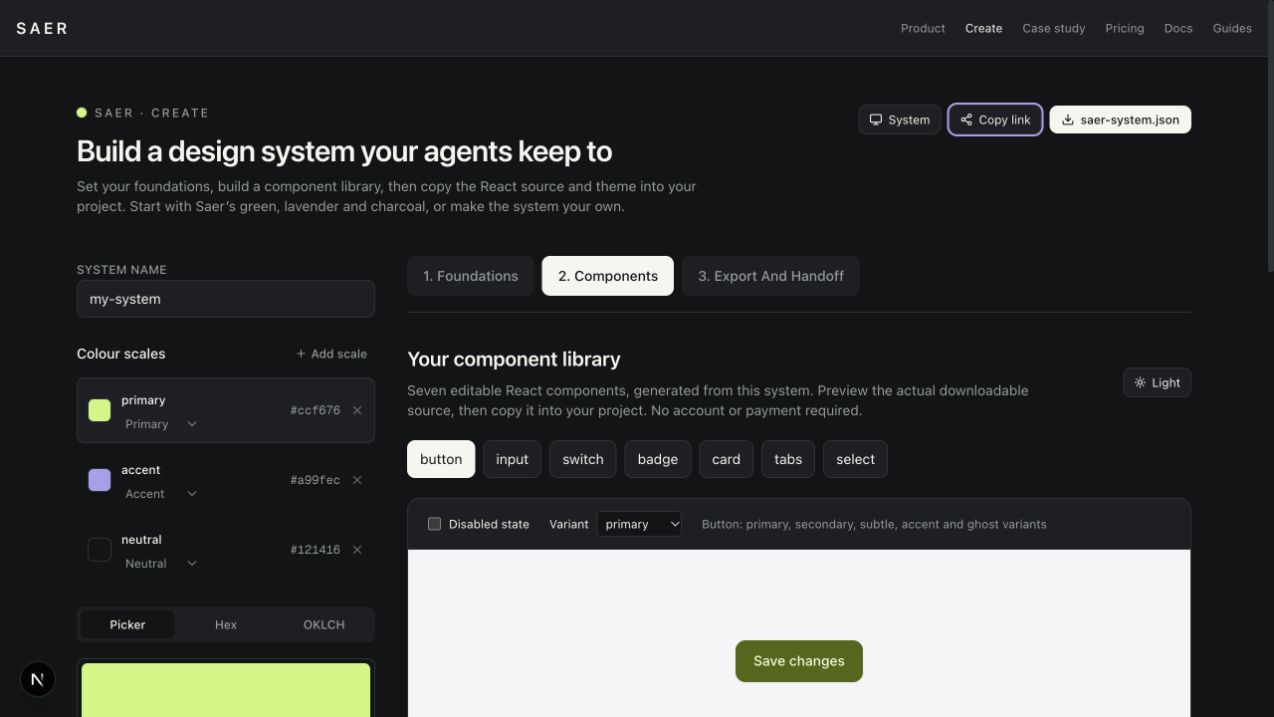 SAER
Product Create Case study Pricing Docs Guides
SAER · CREATE
System Copy link saer-system.json
Build a design system your agents keep to
Set your foundations, build a component library, then copy the React source and theme into your
project. Start with Saer's green, lavender and charcoal, or make the system your own.
SYSTEM NAME
my-system
Colour scales + Add scale
primary
Primary
#ccf676
accent
Accent
#a99fec
neutral
Neutral
#121416
Picker Hex OKLCH
N
1. Foundations 2. Components 3. Export And Handoff
Your component library
Seven editable React components, generated from this system. Preview the actual downloadable
source, then copy it into your project. No account or payment required.
Light
button input switch badge card tabs select
Disabled state Variant primary Button: primary, secondary, subtle, accent and ghost variants
Save changes